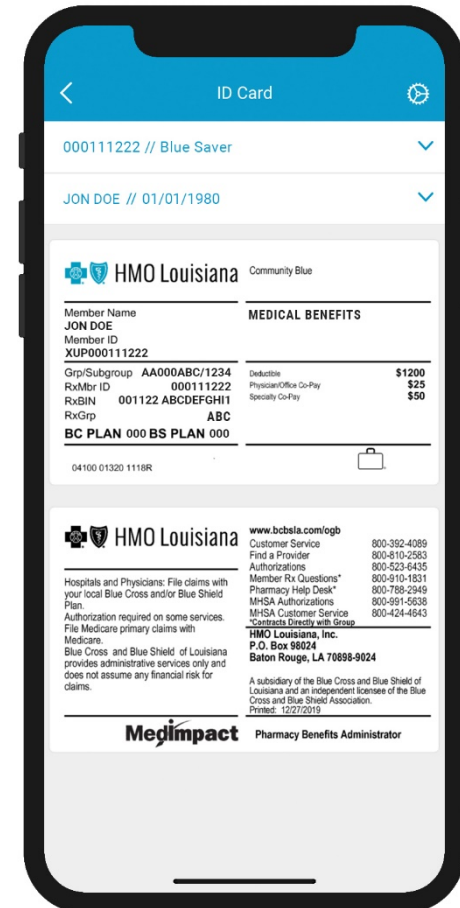 ID Card
000111222 // Blue Saver
JON DOE // 01/01/1980
HMO Louisiana
Community Blue
Member Name
JON DOE
Member ID
XUP000111222
MEDICAL BENEFITS
Grp/Subgroup AA000ABC/1234
RxMbr ID 000111222
RxBIN 001122 ABCDEFGHI1
RxGrp ABC
BC PLAN 000 BS PLAN 000
Deductible $1200
Physician/Office Co-Pay $25
Specialty Co-Pay $50
04100 01320 1118R
HMO Louisiana
Hospitals and Physicians: File claims with
your local Blue Cross and/or Blue Shield
Plan.
Authorization required on some services.
File Medicare primary claims with
Medicare.
Blue Cross and Blue Shield of Louisiana
provides administrative services only and
does not assume any financial risk for
claims.
www.bcbsla.com/ogb
Customer Service 800-392-4089
Find a Provider 800-810-2583
Authorizations 800-523-6435
Member Rx Questions* 800-910-1831
Pharmacy Help Desk* 800-788-2949
MHSA Authorizations 800-991-5638
MHSA Customer Service 800-424-4643
*Contracts Directly with Group
HMO Louisiana, Inc.
P.O. Box 98024
Baton Rouge, LA 70898-9024
A subsidiary of the Blue Cross and Blue Shield of
Louisiana and an independent licensee of the Blue
Cross and Blue Shield Association.
Printed: 12/27/2019
Medimpact
Pharmacy Benefits Administrator